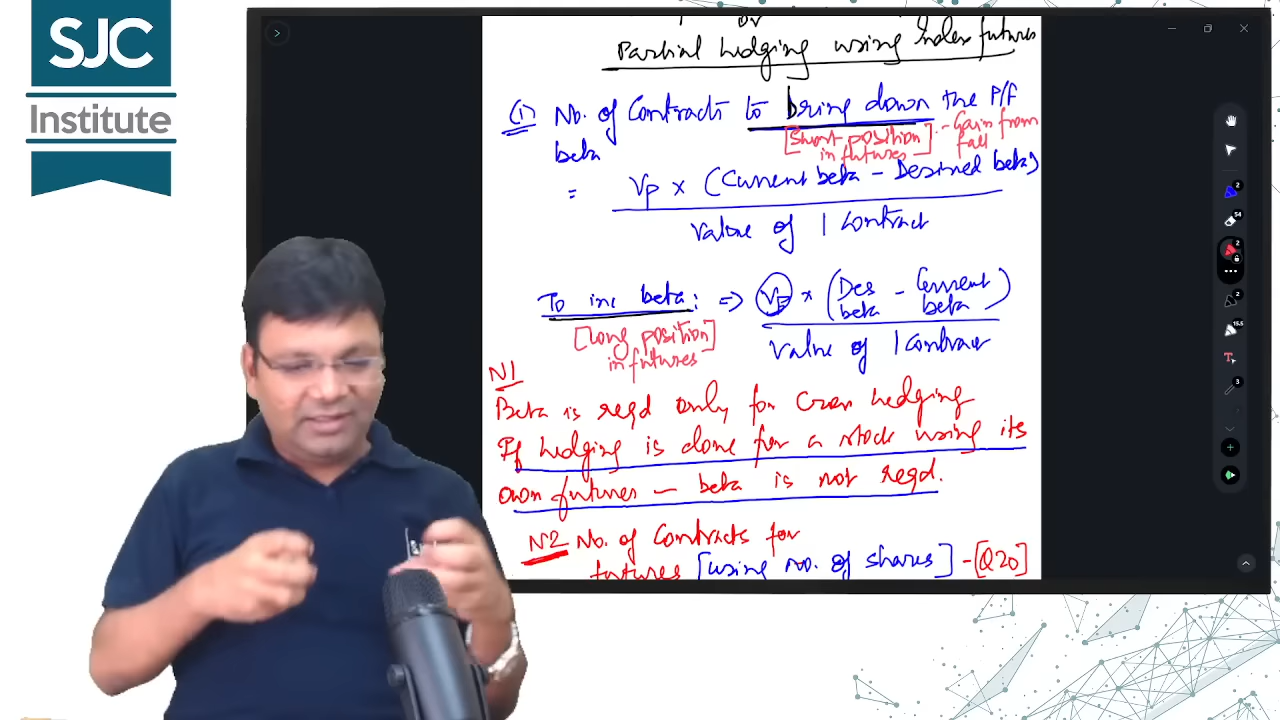 SJC
Institute
or
Partial hedging using Index futures
(1) No. of Contracts to bring down the P/F
[Short position] - Gain from
in futures fall
beta
= VP × (Current beta - Desired beta)
Value of 1 Contract
To inc beta: => VP × (Des beta - Current beta)
[Long position]
in futures
Value of 1 Contract
N1
Beta is reqd only for Cross hedging
If hedging is done for a stock using its
own futures - beta is not reqd.
N2 No. of Contracts for
futures [using no. of shares] - [Q20]